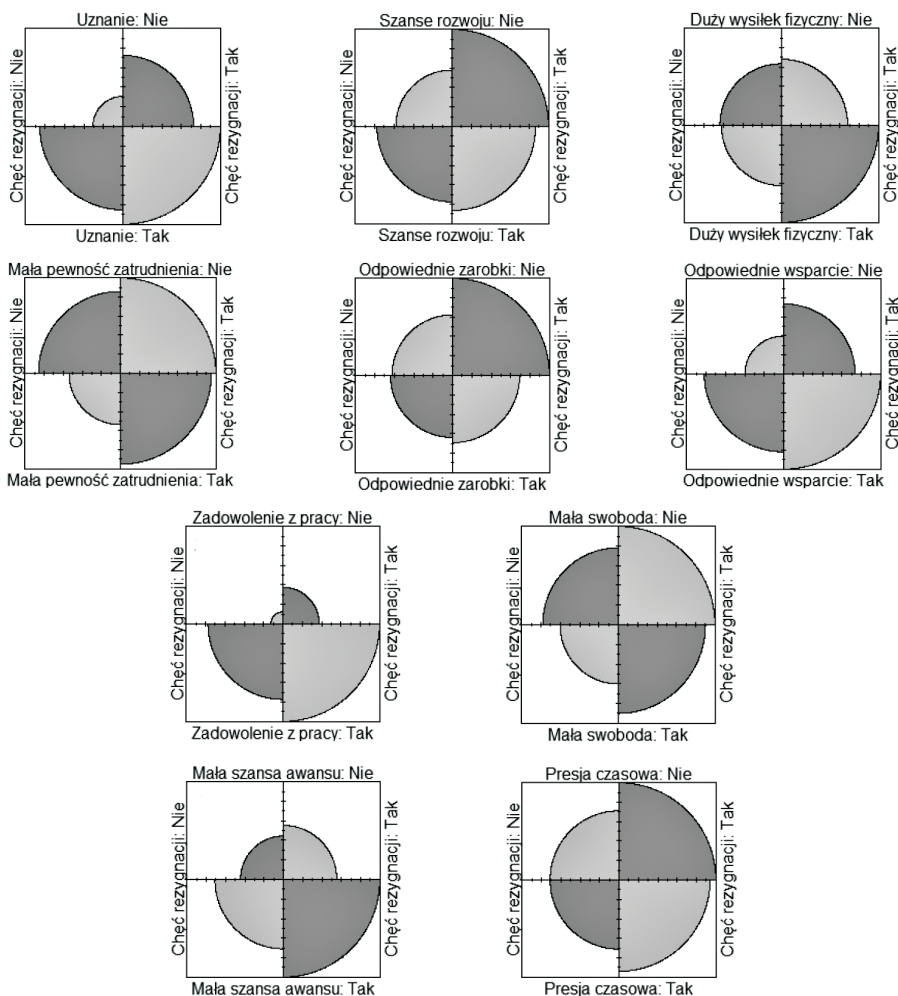 Uznanie: Nie
Chęć rezygnacji: Nie
Chęć rezygnacji: Tak
Uznanie: Tak
Szanse rozwoju: Nie
Chęć rezygnacji: Nie
Chęć rezygnacji: Tak
Szanse rozwoju: Tak
Duży wysiłek fizyczny: Nie
Chęć rezygnacji: Nie
Chęć rezygnacji: Tak
Duży wysiłek fizyczny: Tak
Mała pewność zatrudnienia: Nie
Chęć rezygnacji: Nie
Chęć rezygnacji: Tak
Mała pewność zatrudnienia: Tak
Odpowiednie zarobki: Nie
Chęć rezygnacji: Nie
Chęć rezygnacji: Tak
Odpowiednie zarobki: Tak
Odpowiednie wsparcie: Nie
Chęć rezygnacji: Nie
Chęć rezygnacji: Tak
Odpowiednie wsparcie: Tak
Zadowolenie z pracy: Nie
Chęć rezygnacji: Nie
Chęć rezygnacji: Tak
Zadowolenie z pracy: Tak
Mała swoboda: Nie
Chęć rezygnacji: Nie
Chęć rezygnacji: Tak
Mała swoboda: Tak
Mała szansa awansu: Nie
Chęć rezygnacji: Nie
Chęć rezygnacji: Tak
Mała szansa awansu: Tak
Presja czasowa: Nie
Chęć rezygnacji: Nie
Chęć rezygnacji: Tak
Presja czasowa: Tak